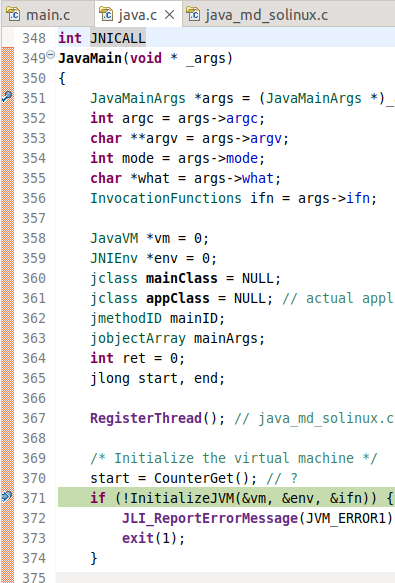 main.c java.c java_md_solinux.c
348 int JNICALL
349 JavaMain(void * _args)
350 {
351 JavaMainArgs *args = (JavaMainArgs *)_
352 int argc = args->argc;
353 char **argv = args->argv;
354 int mode = args->mode;
355 char *what = args->what;
356 InvocationFunctions ifn = args->ifn;
357
358 JavaVM *vm = 0;
359 JNIEnv *env = 0;
360 jclass mainClass = NULL;
361 jclass appClass = NULL; // actual appl
362 jmethodID mainID;
363 jobjectArray mainArgs;
364 int ret = 0;
365 jlong start, end;
366
367 RegisterThread(); // java_md_solinux.c
368
369 /* Initialize the virtual machine */
370 start = CounterGet(); // ?
371 if (!InitializeJVM(&vm, &env, &ifn)) {
372 JLI_ReportErrorMessage(JVM_ERROR1)
373 exit(1);
374 }
375